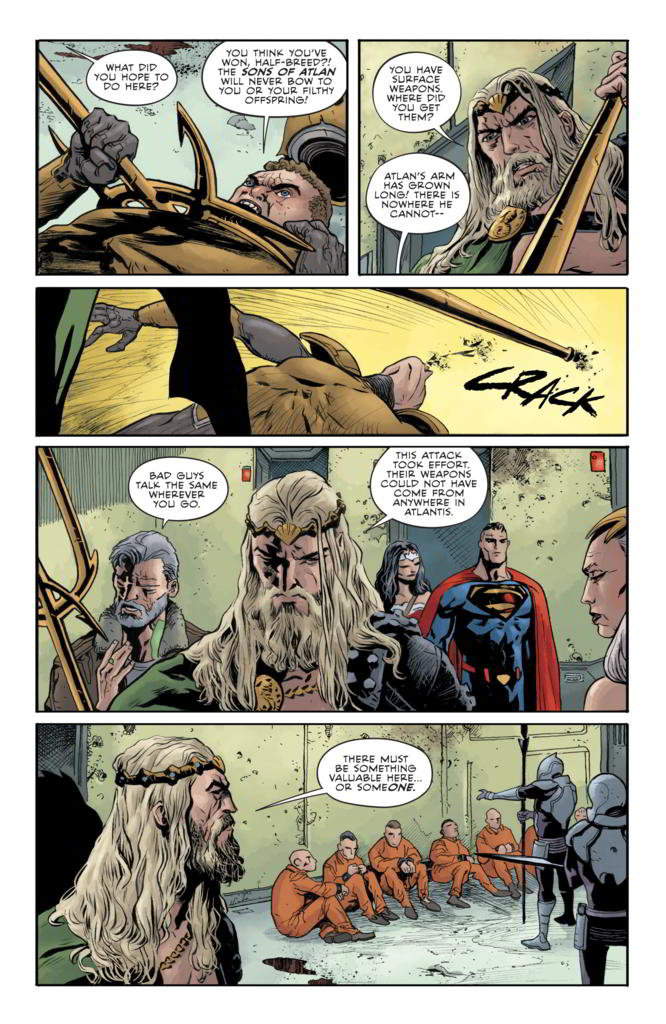 WHAT DID
YOU HOPE TO
DO HERE?
YOU THINK YOU'VE
WON, HALF-BREED?!
THE SONS OF ATLAN
WILL NEVER BOW TO
YOU OR YOUR FILTHY
OFFSPRING!
YOU HAVE
SURFACE
WEAPONS.
WHERE DID
YOU GET
THEM?
ATLAN'S ARM
HAS GROWN
LONG! THERE IS
NOWHERE HE
CANNOT--
CRACK
BAD GUYS
TALK THE SAME
WHEREVER
YOU GO.
THIS ATTACK
TOOK EFFORT.
THEIR WEAPONS
COULD NOT HAVE
COME FROM
ANYWHERE IN
ATLANTIS.
THERE MUST
BE SOMETHING
VALUABLE HERE...
OR SOMEONE.